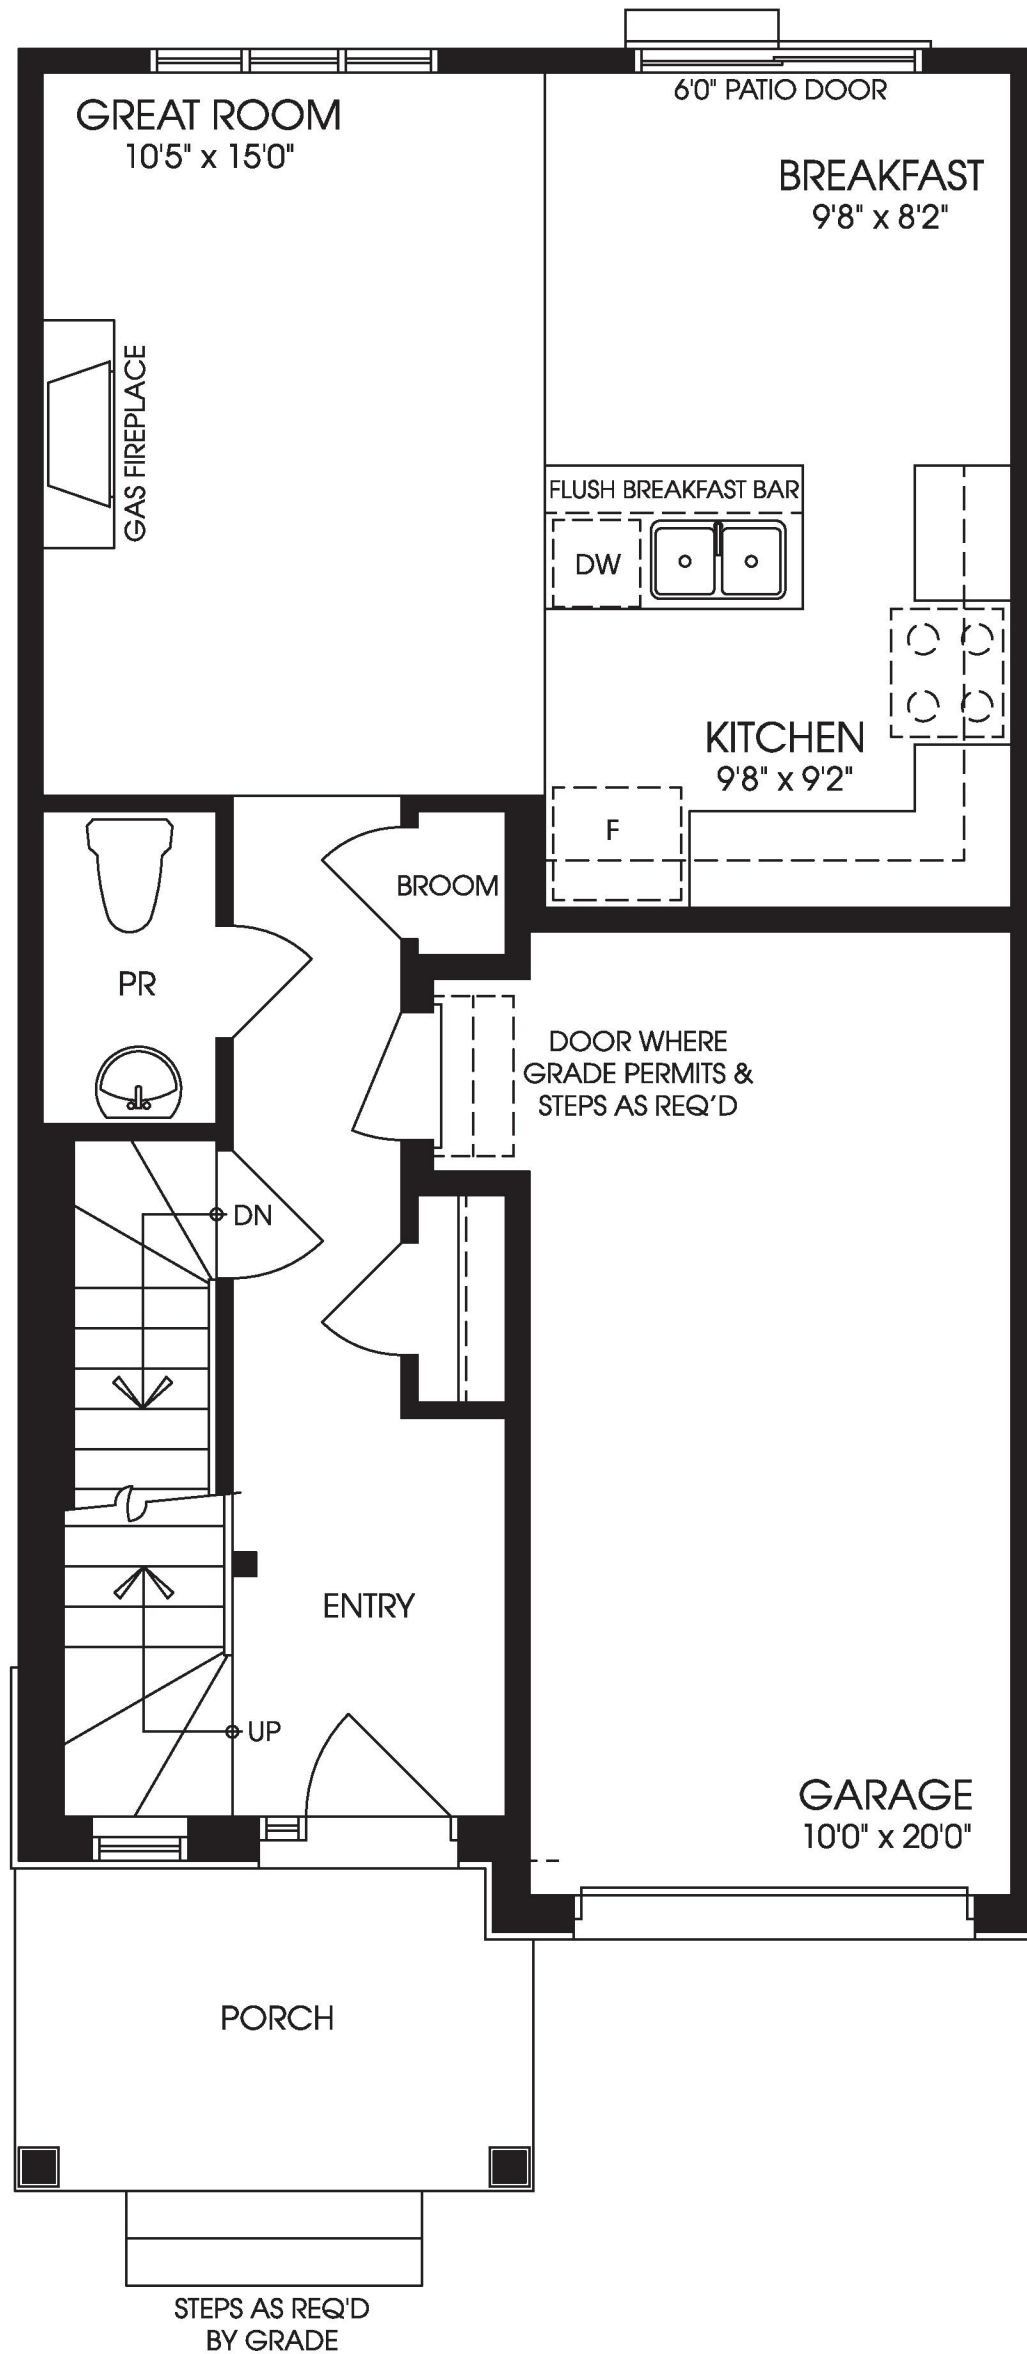 6'0" PATIO DOOR
GREAT ROOM
10'5" x 15'0"
BREAKFAST
9'8" x 8'2"
GAS FIREPLACE
FLUSH BREAKFAST BAR
DW
KITCHEN
9'8" x 9'2"
F
BROOM
PR
DOOR WHERE
GRADE PERMITS &
STEPS AS REQ'D
DN
ENTRY
UP
GARAGE
10'0" x 20'0"
PORCH
STEPS AS REQ'D
BY GRADE